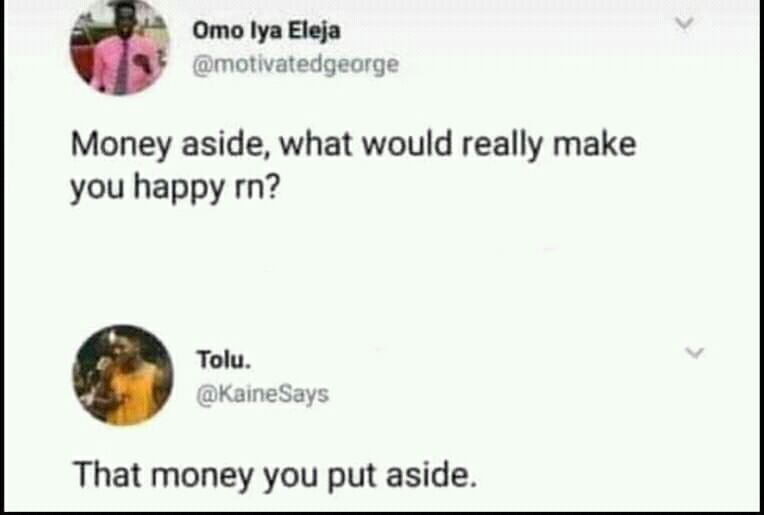 Omo Iya Eleja
@motivatedgeorge
Money aside, what would really make
you happy rn?
Tolu.
@KaineSays
That money you put aside.